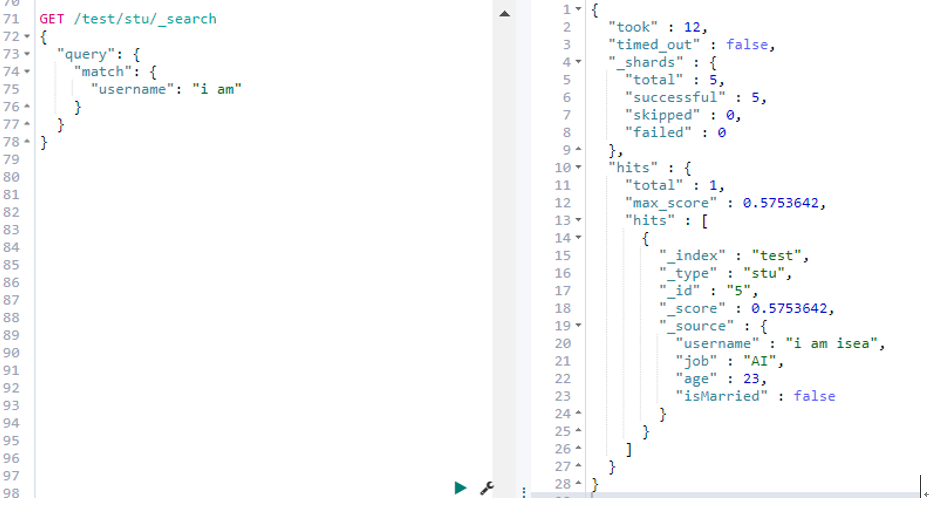 70
71 GET /test/stu/_search
72 {
73 "query": {
74 "match": {
75 "username": "i am"
76 }
77 }
78 }
79
80
81
82
83
84
85
86
87
88
89
90
91
92
93
94
95
96
97
98
1 {
2 "took" : 12,
3 "timed_out" : false,
4 "_shards" : {
5 "total" : 5,
6 "successful" : 5,
7 "skipped" : 0,
8 "failed" : 0
9 },
10 "hits" : {
11 "total" : 1,
12 "max_score" : 0.5753642,
13 "hits" : [
14 {
15 "_index" : "test",
16 "_type" : "stu",
17 "_id" : "5",
18 "_score" : 0.5753642,
19 "_source" : {
20 "username" : "i am isea",
21 "job" : "AI",
22 "age" : 23,
23 "isMarried" : false
24 }
25 }
26 ]
27 }
28 }